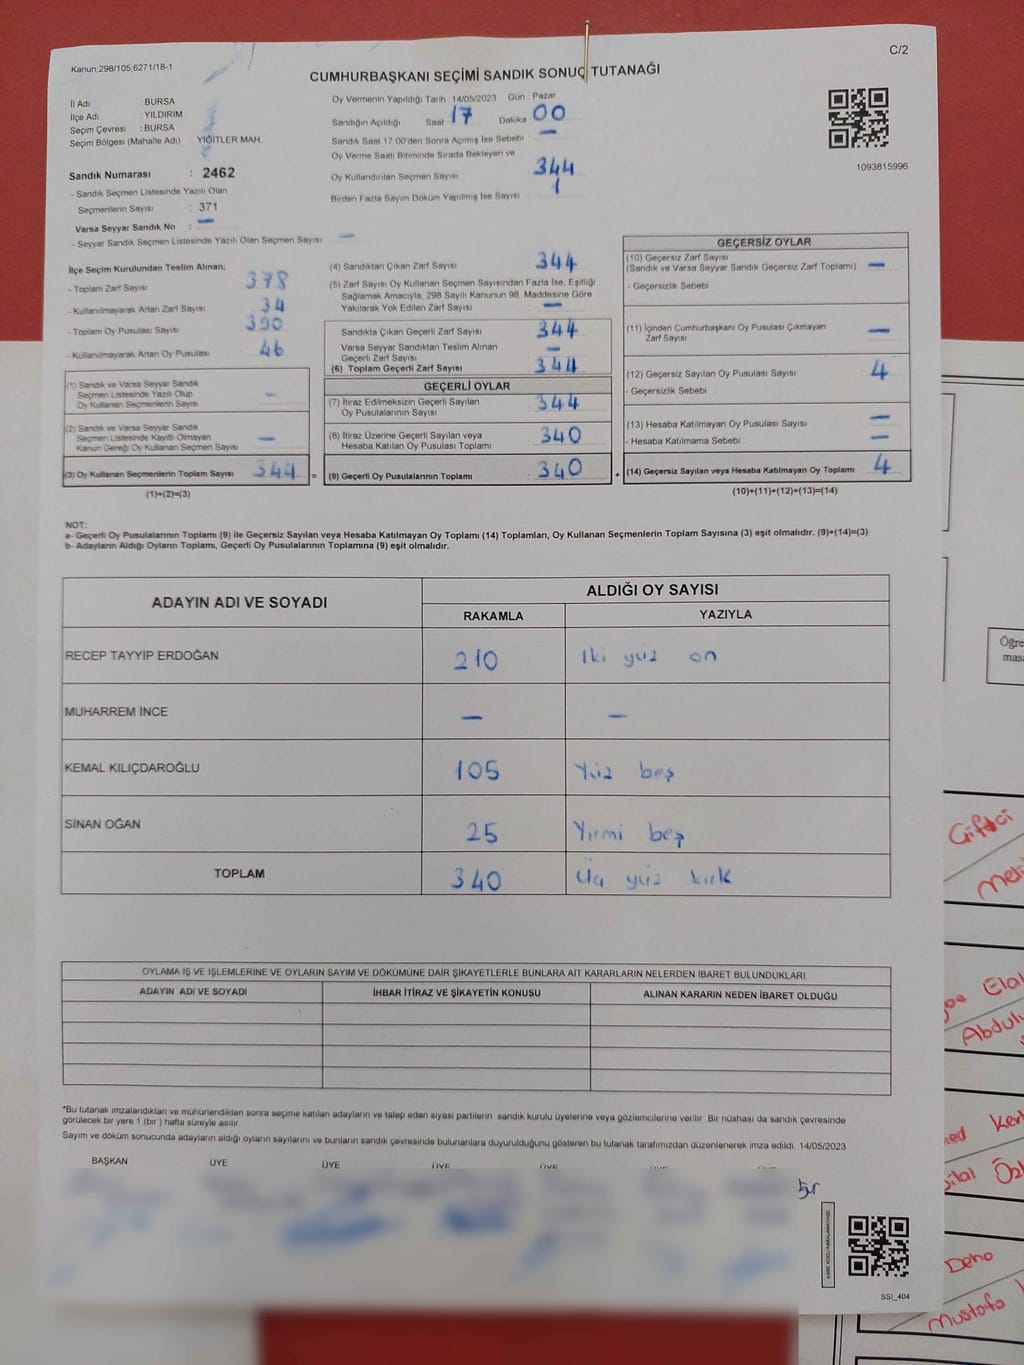 Kanun,298/105,6271/18-1
C/2
CUMHURBAŞKANI SEÇİMİ SANDIK SONUÇ TUTANAĞI
İl Adı : BURSA
İlçe Adı : YILDIRIM
Seçim Çevresi : BURSA
Seçim Bölgesi (Mahalle Adı) YİĞİTLER MAH.
Sandık Numarası : 2462
- Sandık Seçmen Listesinde Yazılı Olan
Seçmenlerin Sayısı : 371
Varsa Seyyar Sandık No : —
- Seyyar Sandık Seçmen Listesinde Yazılı Olan Seçmen Sayısı —
Oy Vermenin Yapıldığı Tarih :14/05/2023 Gün : Pazar
Sandığın Açıldığı Saat 17 Dakika 00
Sandık Saat 17:00'den Sonra Açımış İse Sebebi : —
Oy Verme Saati Bitiminde Sırada Bekleyen ve
Oy Kullandırılan Seçmen Sayısı 344
Birden Fazla Sayım Döküm Yapılmış İse Sayısı : 1
1093815996
İlçe Seçim Kurulundan Teslim Alınan;
- Toplam Zarf Sayısı 378
- Kullanılmayarak Artan Zarf Sayısı 34
- Toplam Oy Pusulası Sayısı 390
- Kullanılmayarak Artan Oy Pusulası 46
(1) Sandık ve Varsa Seyyar Sandık
Seçmen Listesinde Yazılı Olup
Oy Kullanan Seçmenlerin Sayısı —
(2) Sandık ve Varsa Seyyar Sandık
Seçmen Listesinde Kayıtlı Olmayan
Kanun Gereği Oy Kullanan Seçmen Sayısı —
(3) Oy Kullanan Seçmenlerin Toplam Sayısı 344 =
(1)+(2)=(3)
(4) Sandıktan Çıkan Zarf Sayısı 344
(5) Zarf Sayısı Oy Kullanan Seçmen Sayısından Fazla İse, Eşitliği
Sağlamak Amacıyla, 298 Sayılı Kanunun 98. Maddesine Göre
Yakılarak Yok Edilen Zarf Sayısı —
Sandıkta Çıkan Geçerli Zarf Sayısı 344
Varsa Seyyar Sandıktan Teslim Alınan
Geçerli Zarf Sayısı —
(6) Toplam Geçerli Zarf Sayısı 344
GEÇERLİ OYLAR
(7) İtiraz Edilmeksizin Geçerli Sayılan
Oy Pusulalarının Sayısı 344
(8) İtiraz Üzerine Geçerli Sayılan veya
Hesaba Katılan Oy Pusulaları Toplamı 340
(9) Geçerli Oy Pusulalarının Toplamı 340 +
GEÇERSİZ OYLAR
(10) Geçersiz Zarf Sayısı
(Sandık ve Varsa Seyyar Sandık Geçersiz Zarf Toplamı) —
- Geçersizlik Sebebi
(11) İçinden Cumhurbaşkanı Oy Pusulası Çıkmayan
Zarf Sayısı —
(12) Geçersiz Sayılan Oy Pusulası Sayısı 4
- Geçersizlik Sebebi
(13) Hesaba Katılmayan Oy Pusulası Sayısı —
- Hesaba Katılmama Sebebi —
(14) Geçersiz Sayılan veya Hesaba Katılmayan Oy Toplamı 4
(10)+(11)+(12)+(13)=(14)
NOT:
a- Geçerli Oy Pusulalarının Toplamı (9) ile Geçersiz Sayılan veya Hesaba Katılmayan Oy Toplamı (14) Toplamları, Oy Kullanan Seçmenlerin Toplam Sayısına (3) eşit olmalıdır. (9)+(14)=(3)
b- Adayların Aldığı Oyların Toplamı, Geçerli Oy Pusulalarının Toplamına (9) eşit olmalıdır.
ADAYIN ADI VE SOYADI
ALDIĞI OY SAYISI
RAKAMLA YAZIYLA
RECEP TAYYİP ERDOĞAN 210 İki yüz on
MUHARREM İNCE — —
KEMAL KILIÇDAROĞLU 105 Yüz beş
SİNAN OĞAN 25 Yirmi beş
TOPLAM 340 Üç yüz kırk
OYLAMA İŞ VE İŞLEMLERİNE VE OYLARIN SAYIM VE DÖKÜMÜNE DAİR ŞİKAYETLERLE BUNLARA AİT KARARLARIN NELERDEN İBARET BULUNDUKLARI
ADAYIN ADI VE SOYADI İHBAR İTİRAZ VE ŞİKAYETİN KONUSU ALINAN KARARIN NEDEN İBARET OLDUĞU
*Bu tutanak imzalandıktan ve mühürlendikten sonra seçime katılan adayların ve talep eden siyasi partilerin sandık kurulu üyelerine veya gözlemcilerine verilir. Bir nüshası da sandık çevresinde
görülecek bir yere 1 (bir ) hafta süreyle asılır.
Sayım ve döküm sonucunda adayların aldığı oyların sayılarını ve bunların sandık çevresinde bulunanlara duyurulduğunu gösteren bu tutanak tarafımızdan düzenlenerek imza edildi. 14/05/2023
BAŞKAN ÜYE ÜYE ÜYE ÜYE ÜYE ÜYE
SSI_404
Öğre
mas
Çiftci
Elal
Abdulu
Ker
Bilal Özl
Deno
Mustafa